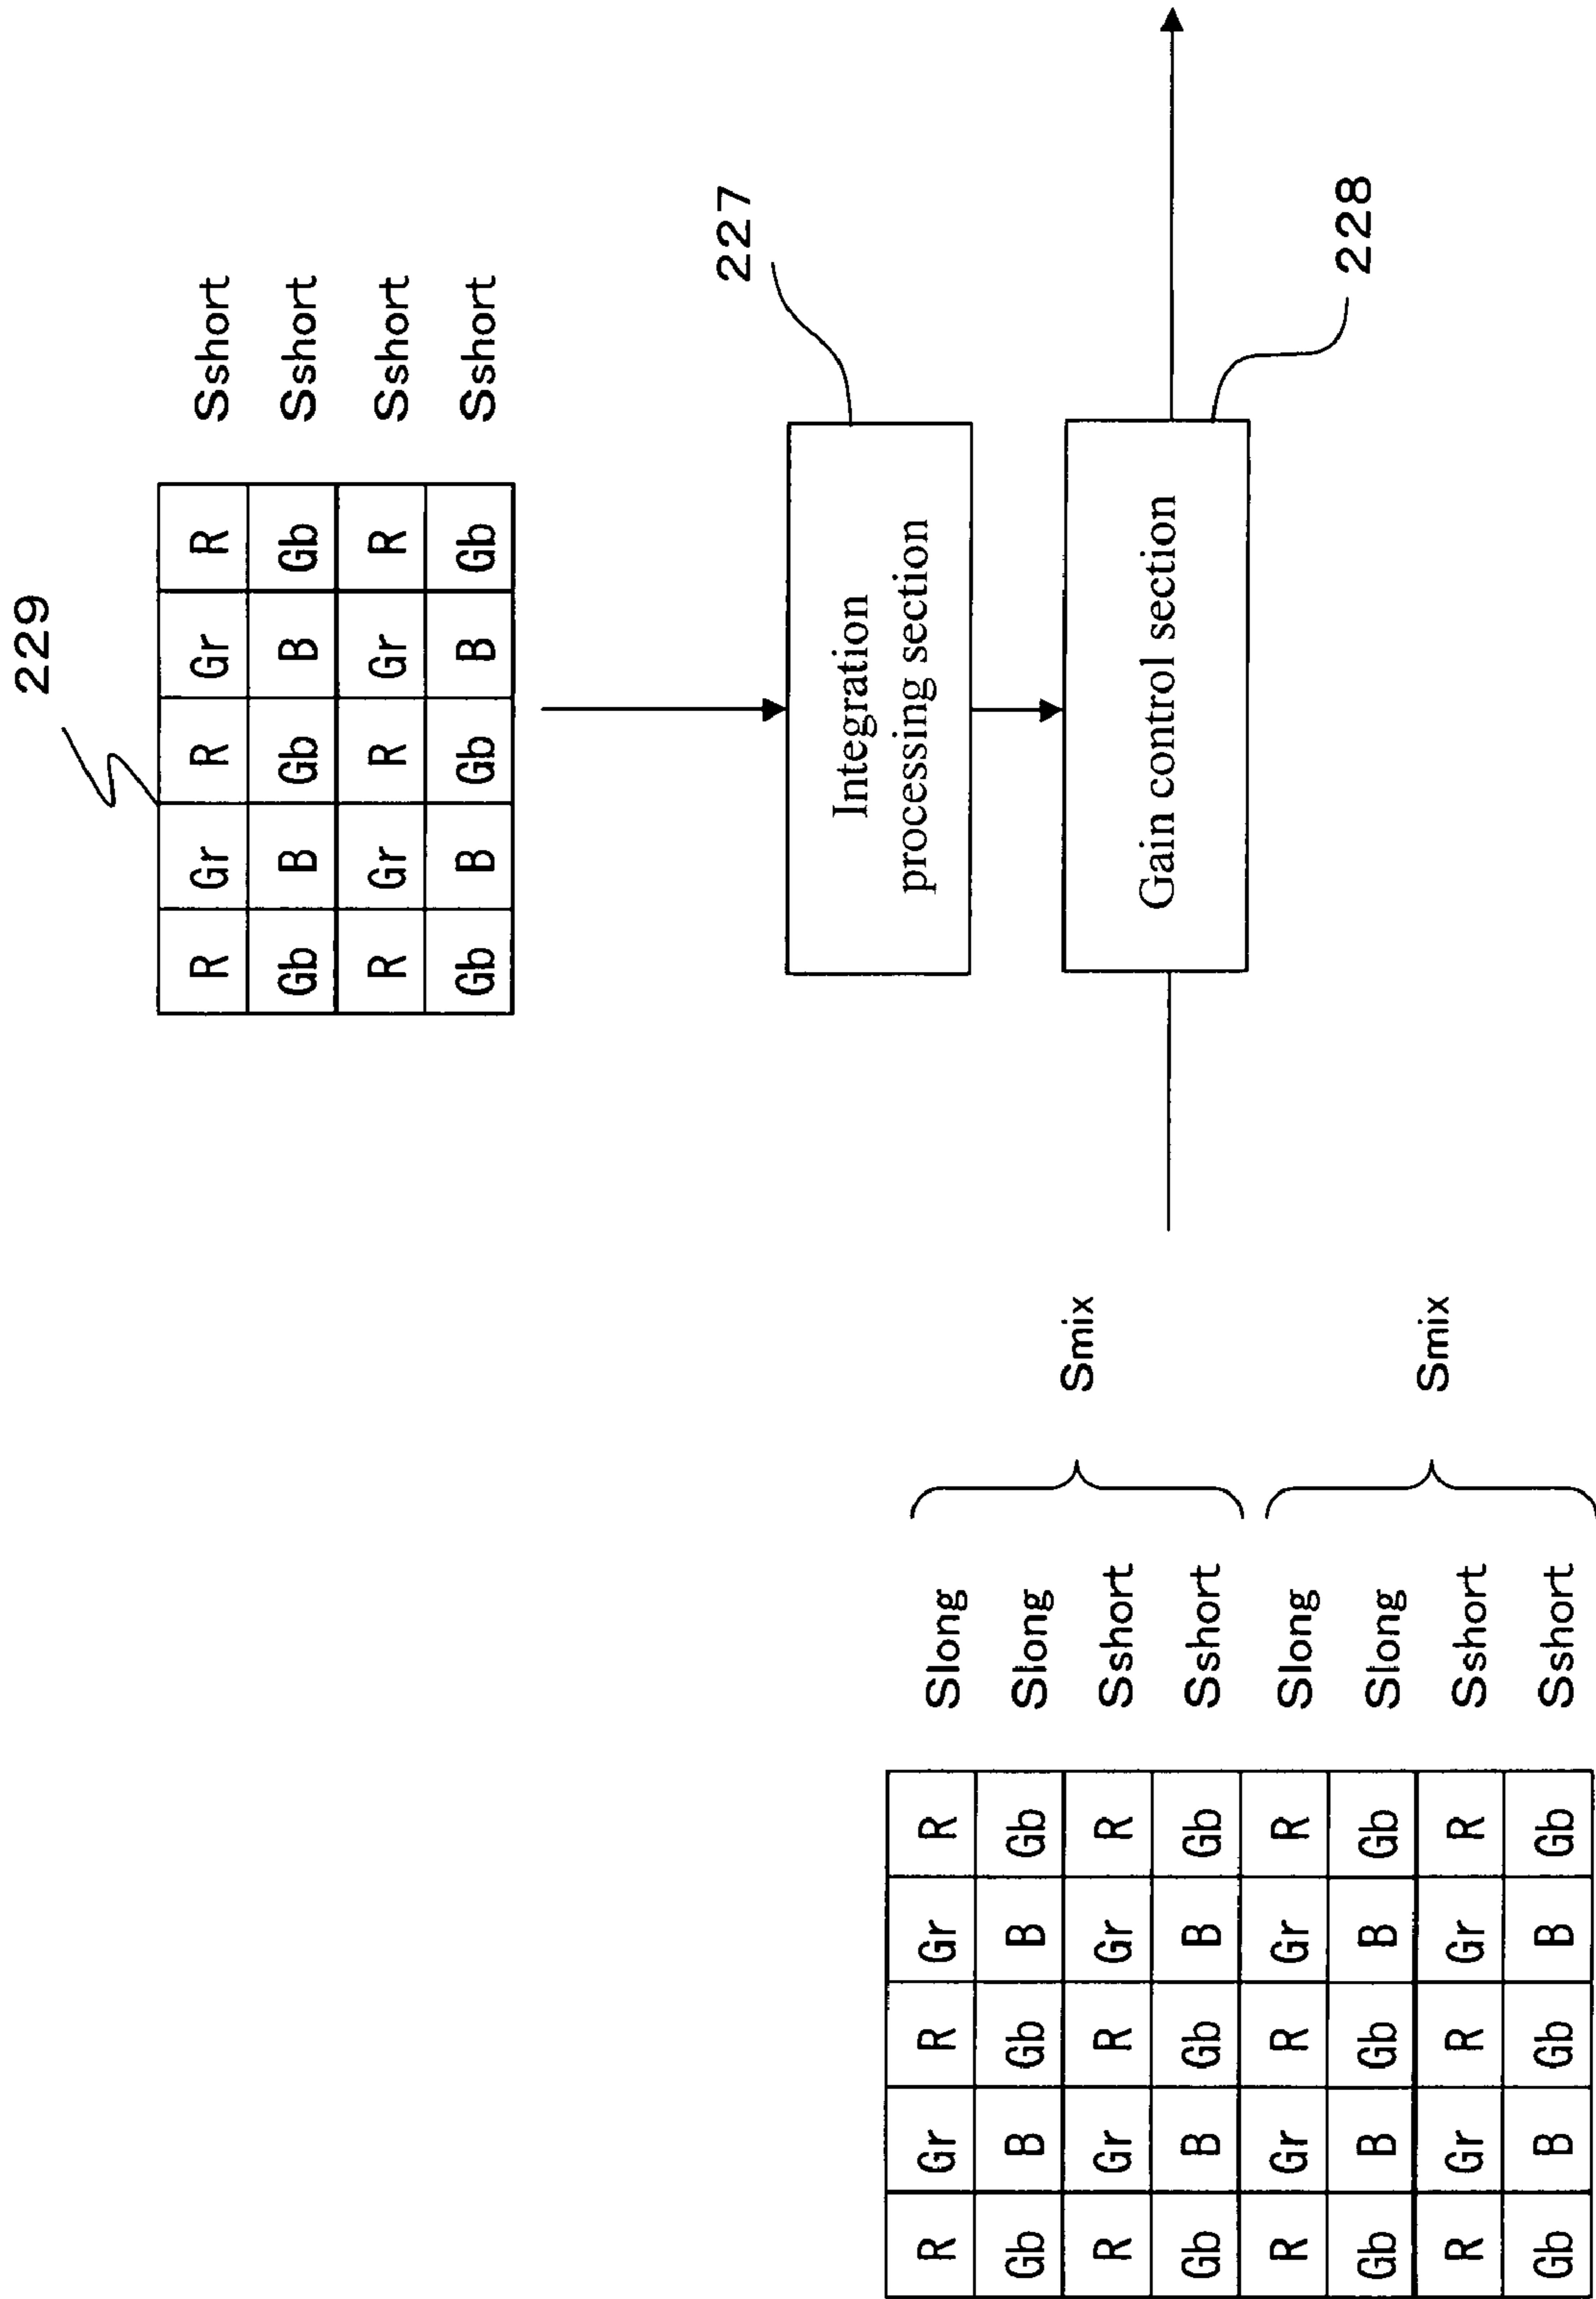 229
R Gr R Gr R Sshort
Gb B Gb B Gb Sshort
R Gr R Gr R Sshort
Gb B Gb B Gb Sshort
227
Integration
processing section
Gain control section
228
R Gr R Gr R Slong
Gb B Gb B Gb Slong
R Gr R Gr R Sshort
Gb B Gb B Gb Sshort
Smix
R Gr R Gr R Slong
Gb B Gb B Gb Slong
R Gr R Gr R Sshort
Gb B Gb B Gb Sshort
Smix